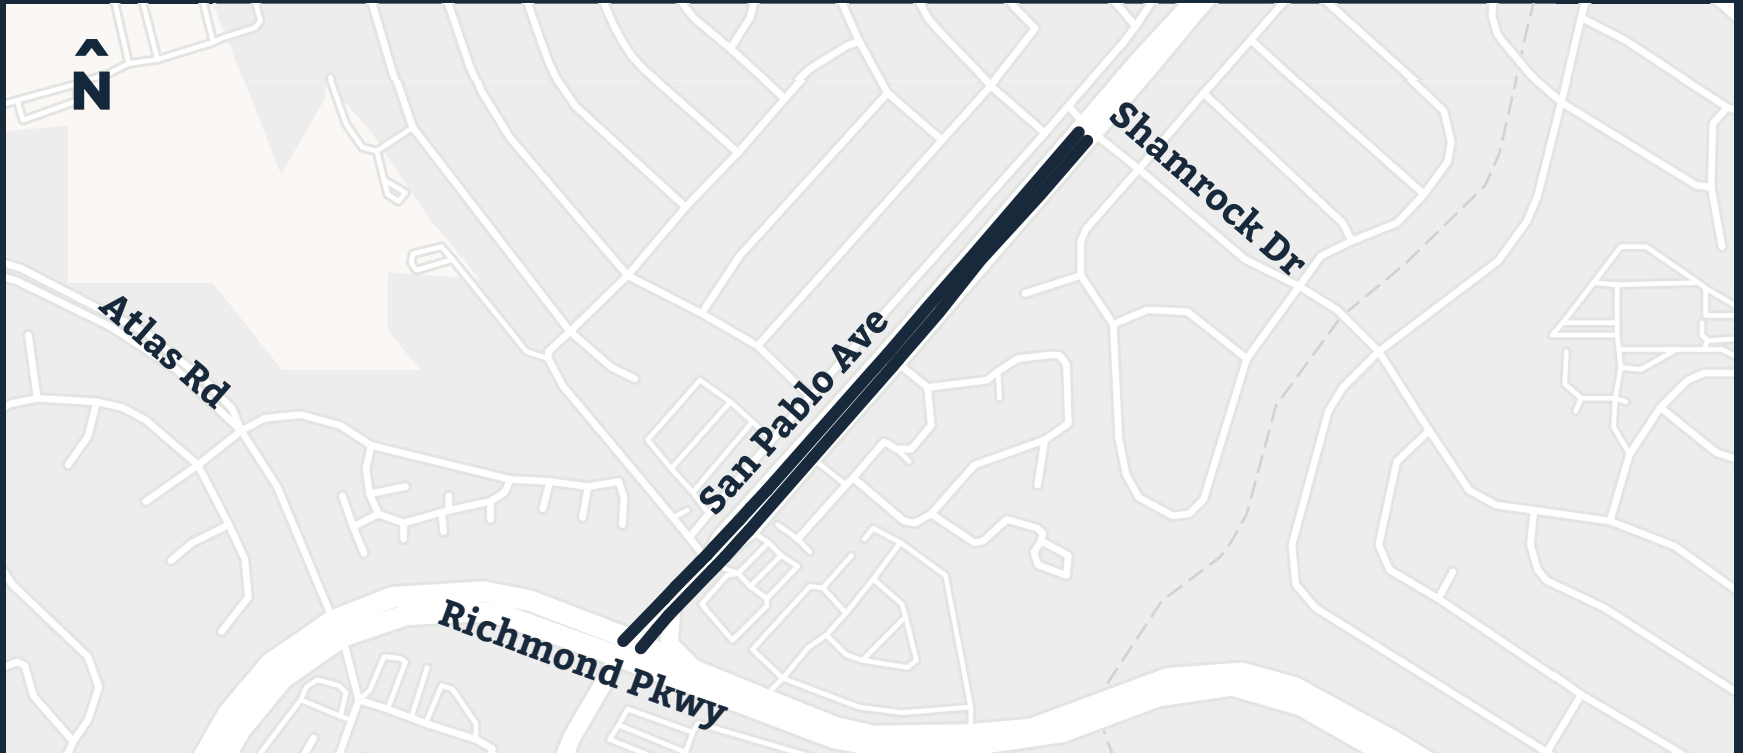 N
Shamrock Dr
Atlas Rd
San Pablo Ave
Richmond Pkwy